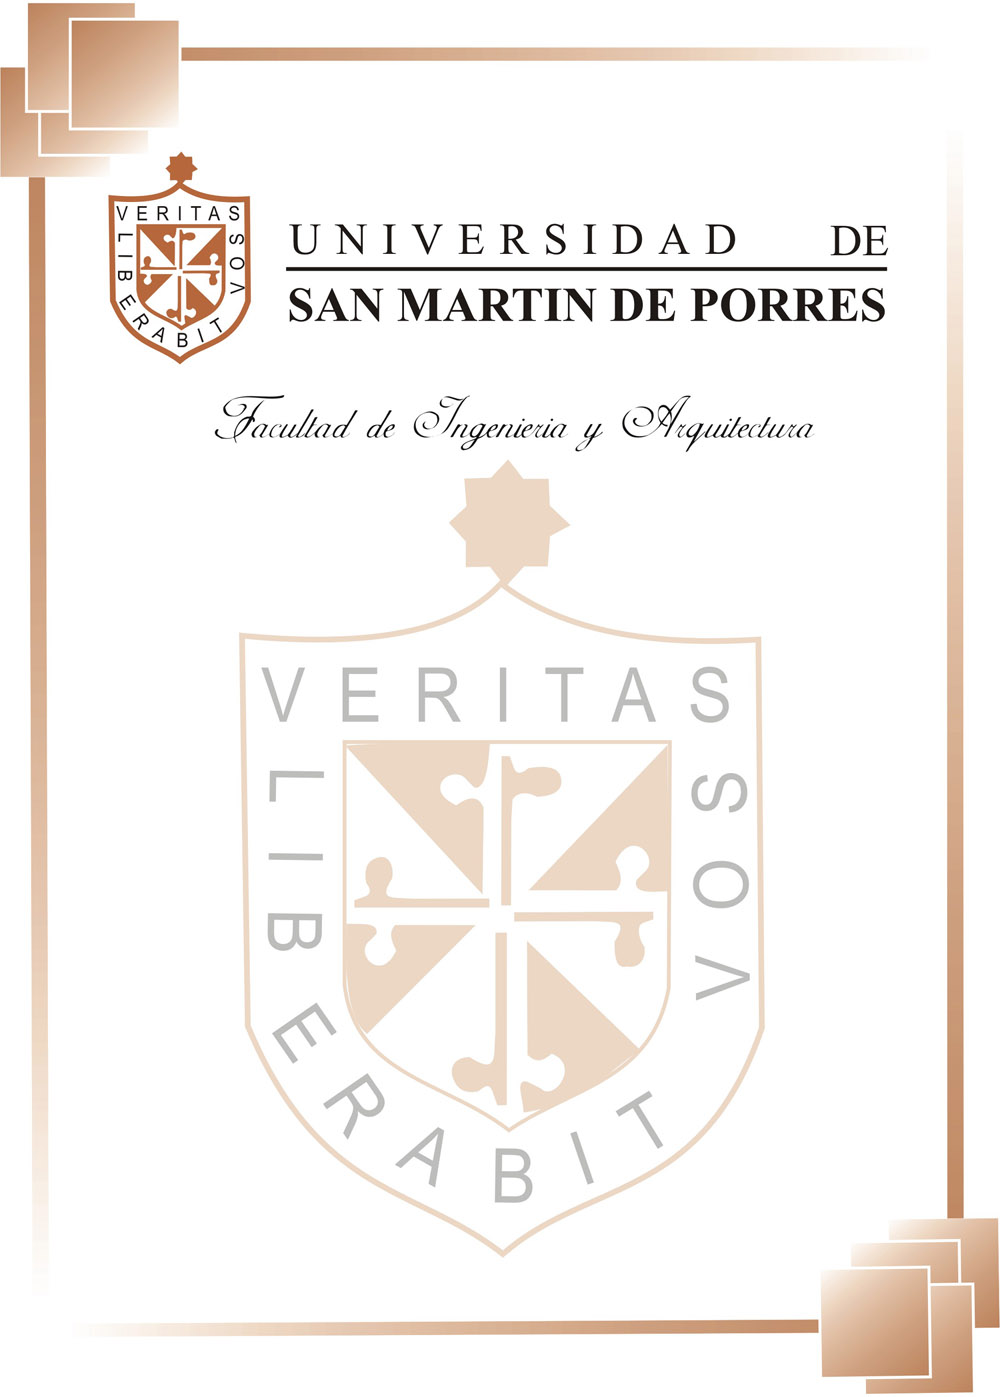 VERITAS
LIBERABIT
VOS
UNIVERSIDAD DE
SAN MARTIN DE PORRES
Facultad de Ingenieria y Arquitectura
VERITAS
LIBERABIT
VOS